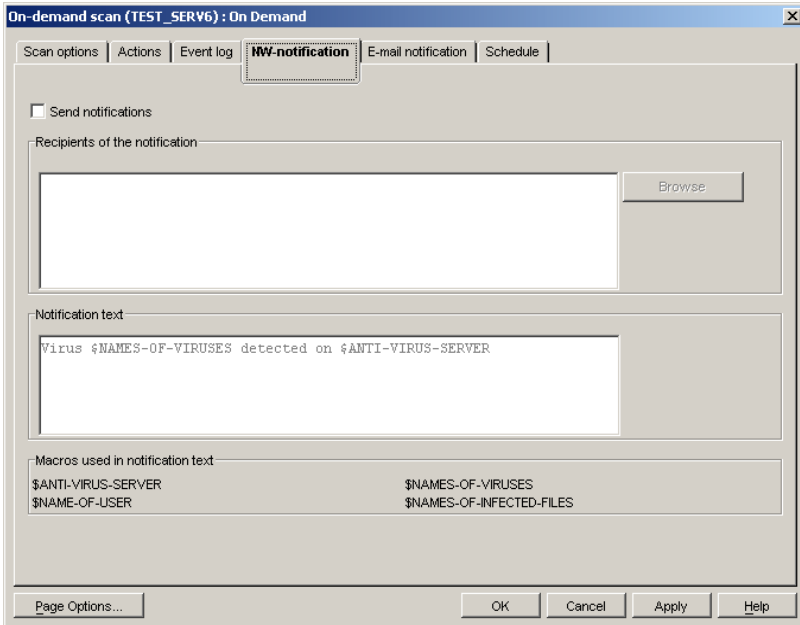 On-demand scan (TEST_SERV6) : On Demand
Scan options Actions Event log NW-notification E-mail notification Schedule
Send notifications
Recipients of the notification
Browse
Notification text
Virus $NAMES-OF-VIRUSES detected on $ANTI-VIRUS-SERVER
Macros used in notification text
$ANTI-VIRUS-SERVER $NAMES-OF-VIRUSES
$NAME-OF-USER $NAMES-OF-INFECTED-FILES
Page Options... OK Cancel Apply Help